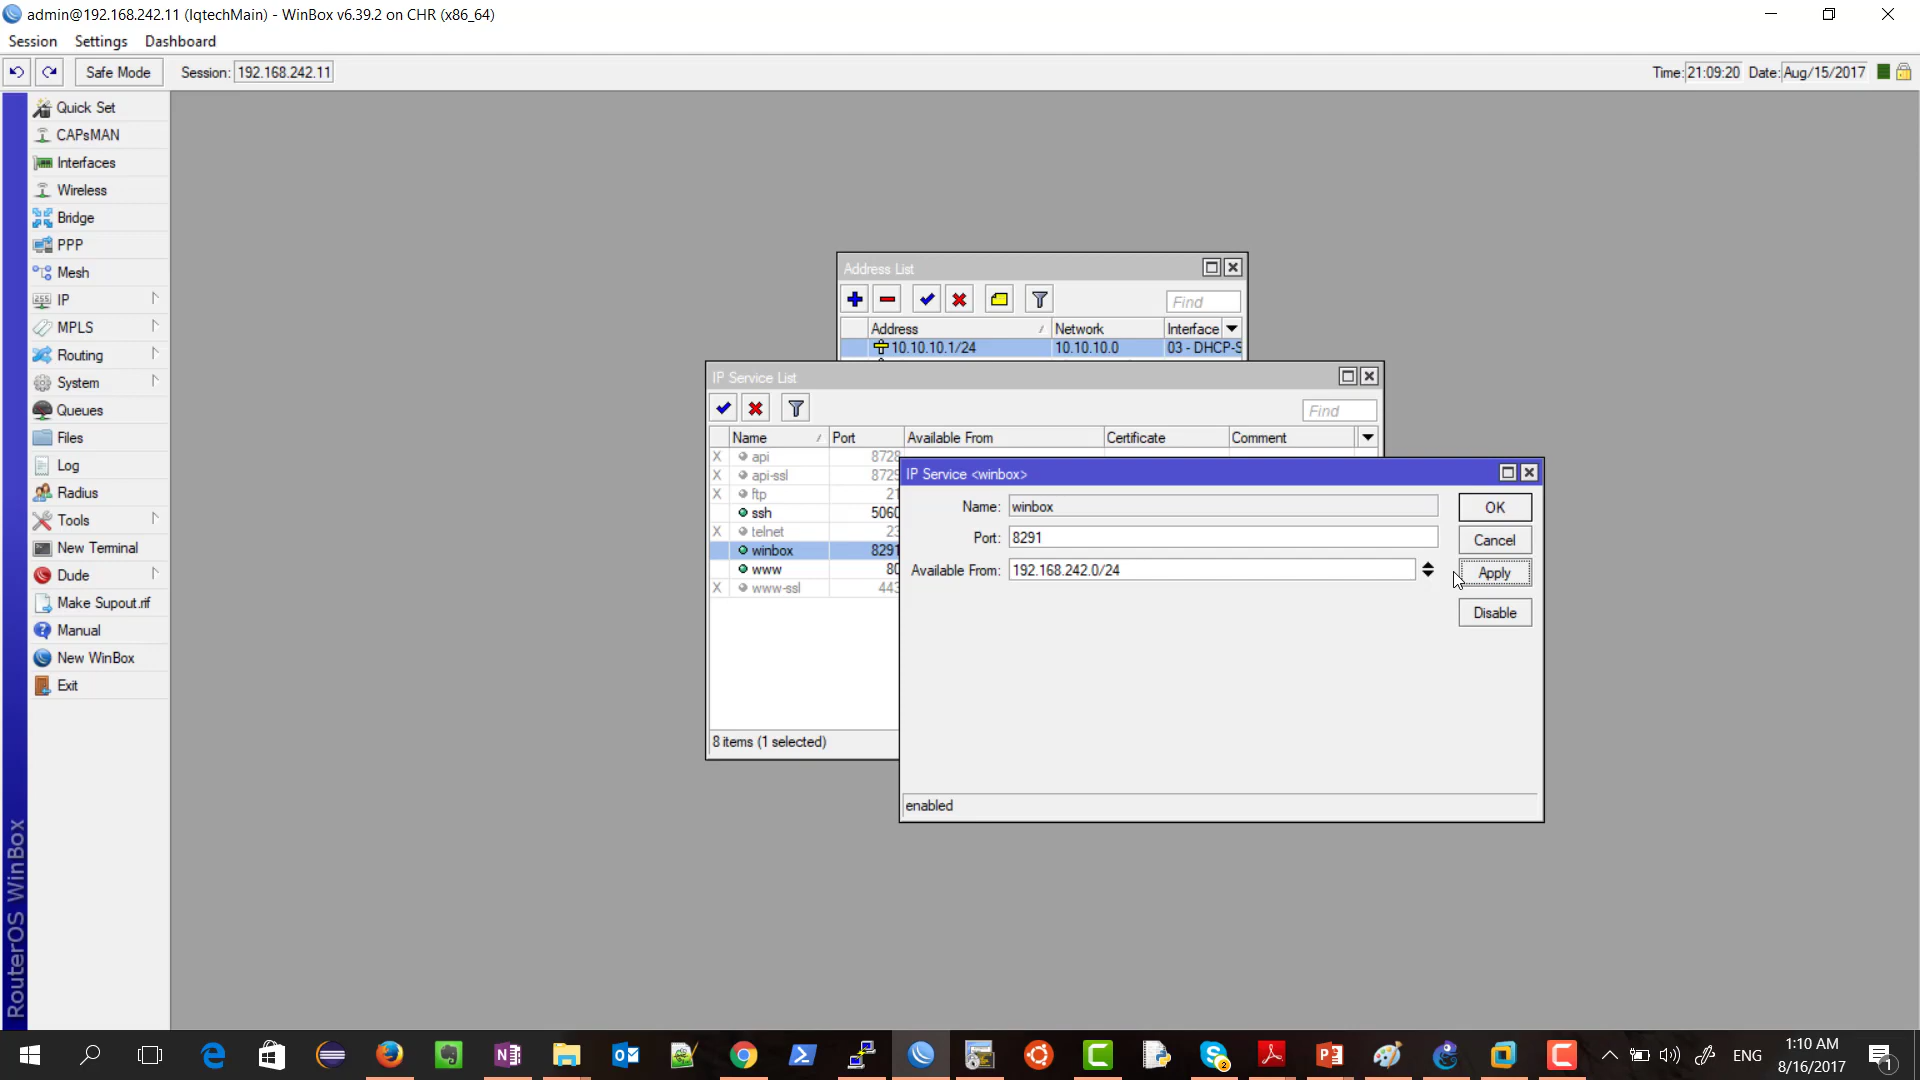 admin@192.168.242.11 (IqtechMain) - WinBox v6.39.2 on CHR (x86_64)
Session Settings Dashboard
Safe Mode Session: 192.168.242.11 Time: 21:09:20 Date: Aug/15/2017
Quick Set
CAPsMAN
Interfaces
Wireless
Bridge
PPP
Mesh
IP
MPLS
Routing
System
Queues
Files
Log
Radius
Tools
New Terminal
Dude
Make Supout.rif
Manual
New WinBox
Exit
RouterOS WinBox
Address List
Find
Address Network Interface
10.10.10.1/24 10.10.10.0 03 - DHCP-S
IP Service List
Find
Name Port Available From Certificate Comment
X api 8728
X api-ssl 8729
X ftp 21
ssh 5060
X telnet 23
winbox 8291
www 80
X www-ssl 443
8 items (1 selected)
IP Service <winbox>
Name: winbox OK
Port: 8291 Cancel
Available From: 192.168.242.0/24 Apply
Disable
enabled
2
ENG
1:10 AM
8/16/2017
1